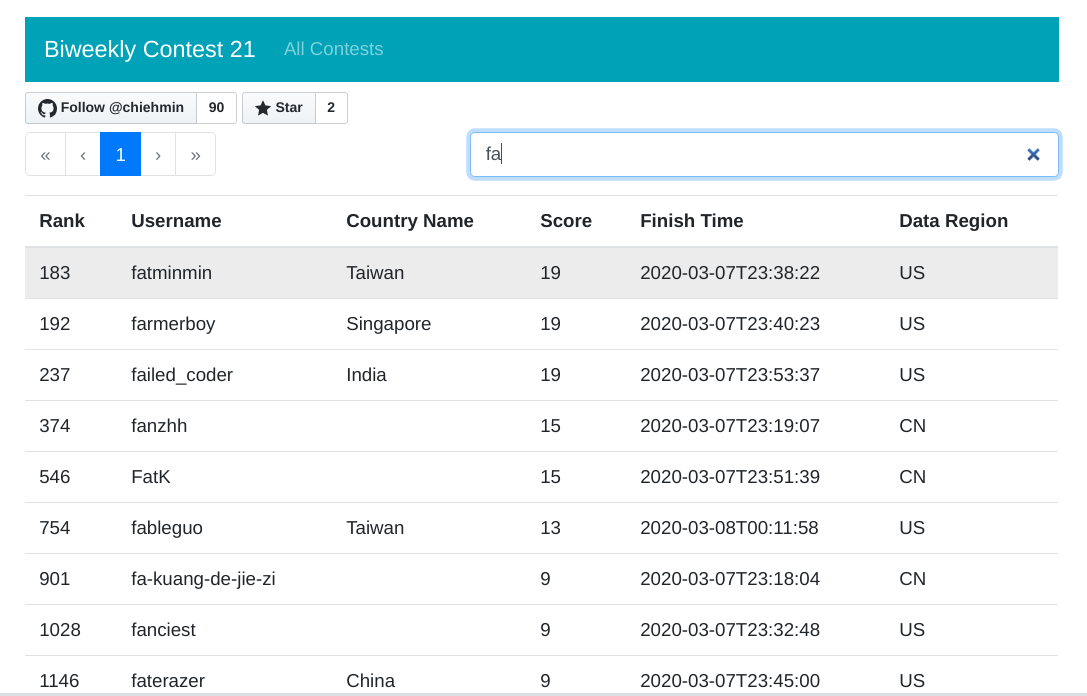 Biweekly Contest 21 All Contests
Follow @chiehmin 90 Star 2
« ‹ 1 › » fa ×
Rank Username Country Name Score Finish Time Data Region
183 fatminmin Taiwan 19 2020-03-07T23:38:22 US
192 farmerboy Singapore 19 2020-03-07T23:40:23 US
237 failed_coder India 19 2020-03-07T23:53:37 US
374 fanzhh 15 2020-03-07T23:19:07 CN
546 FatK 15 2020-03-07T23:51:39 CN
754 fableguo Taiwan 13 2020-03-08T00:11:58 US
901 fa-kuang-de-jie-zi 9 2020-03-07T23:18:04 CN
1028 fanciest 9 2020-03-07T23:32:48 US
1146 faterazer China 9 2020-03-07T23:45:00 US